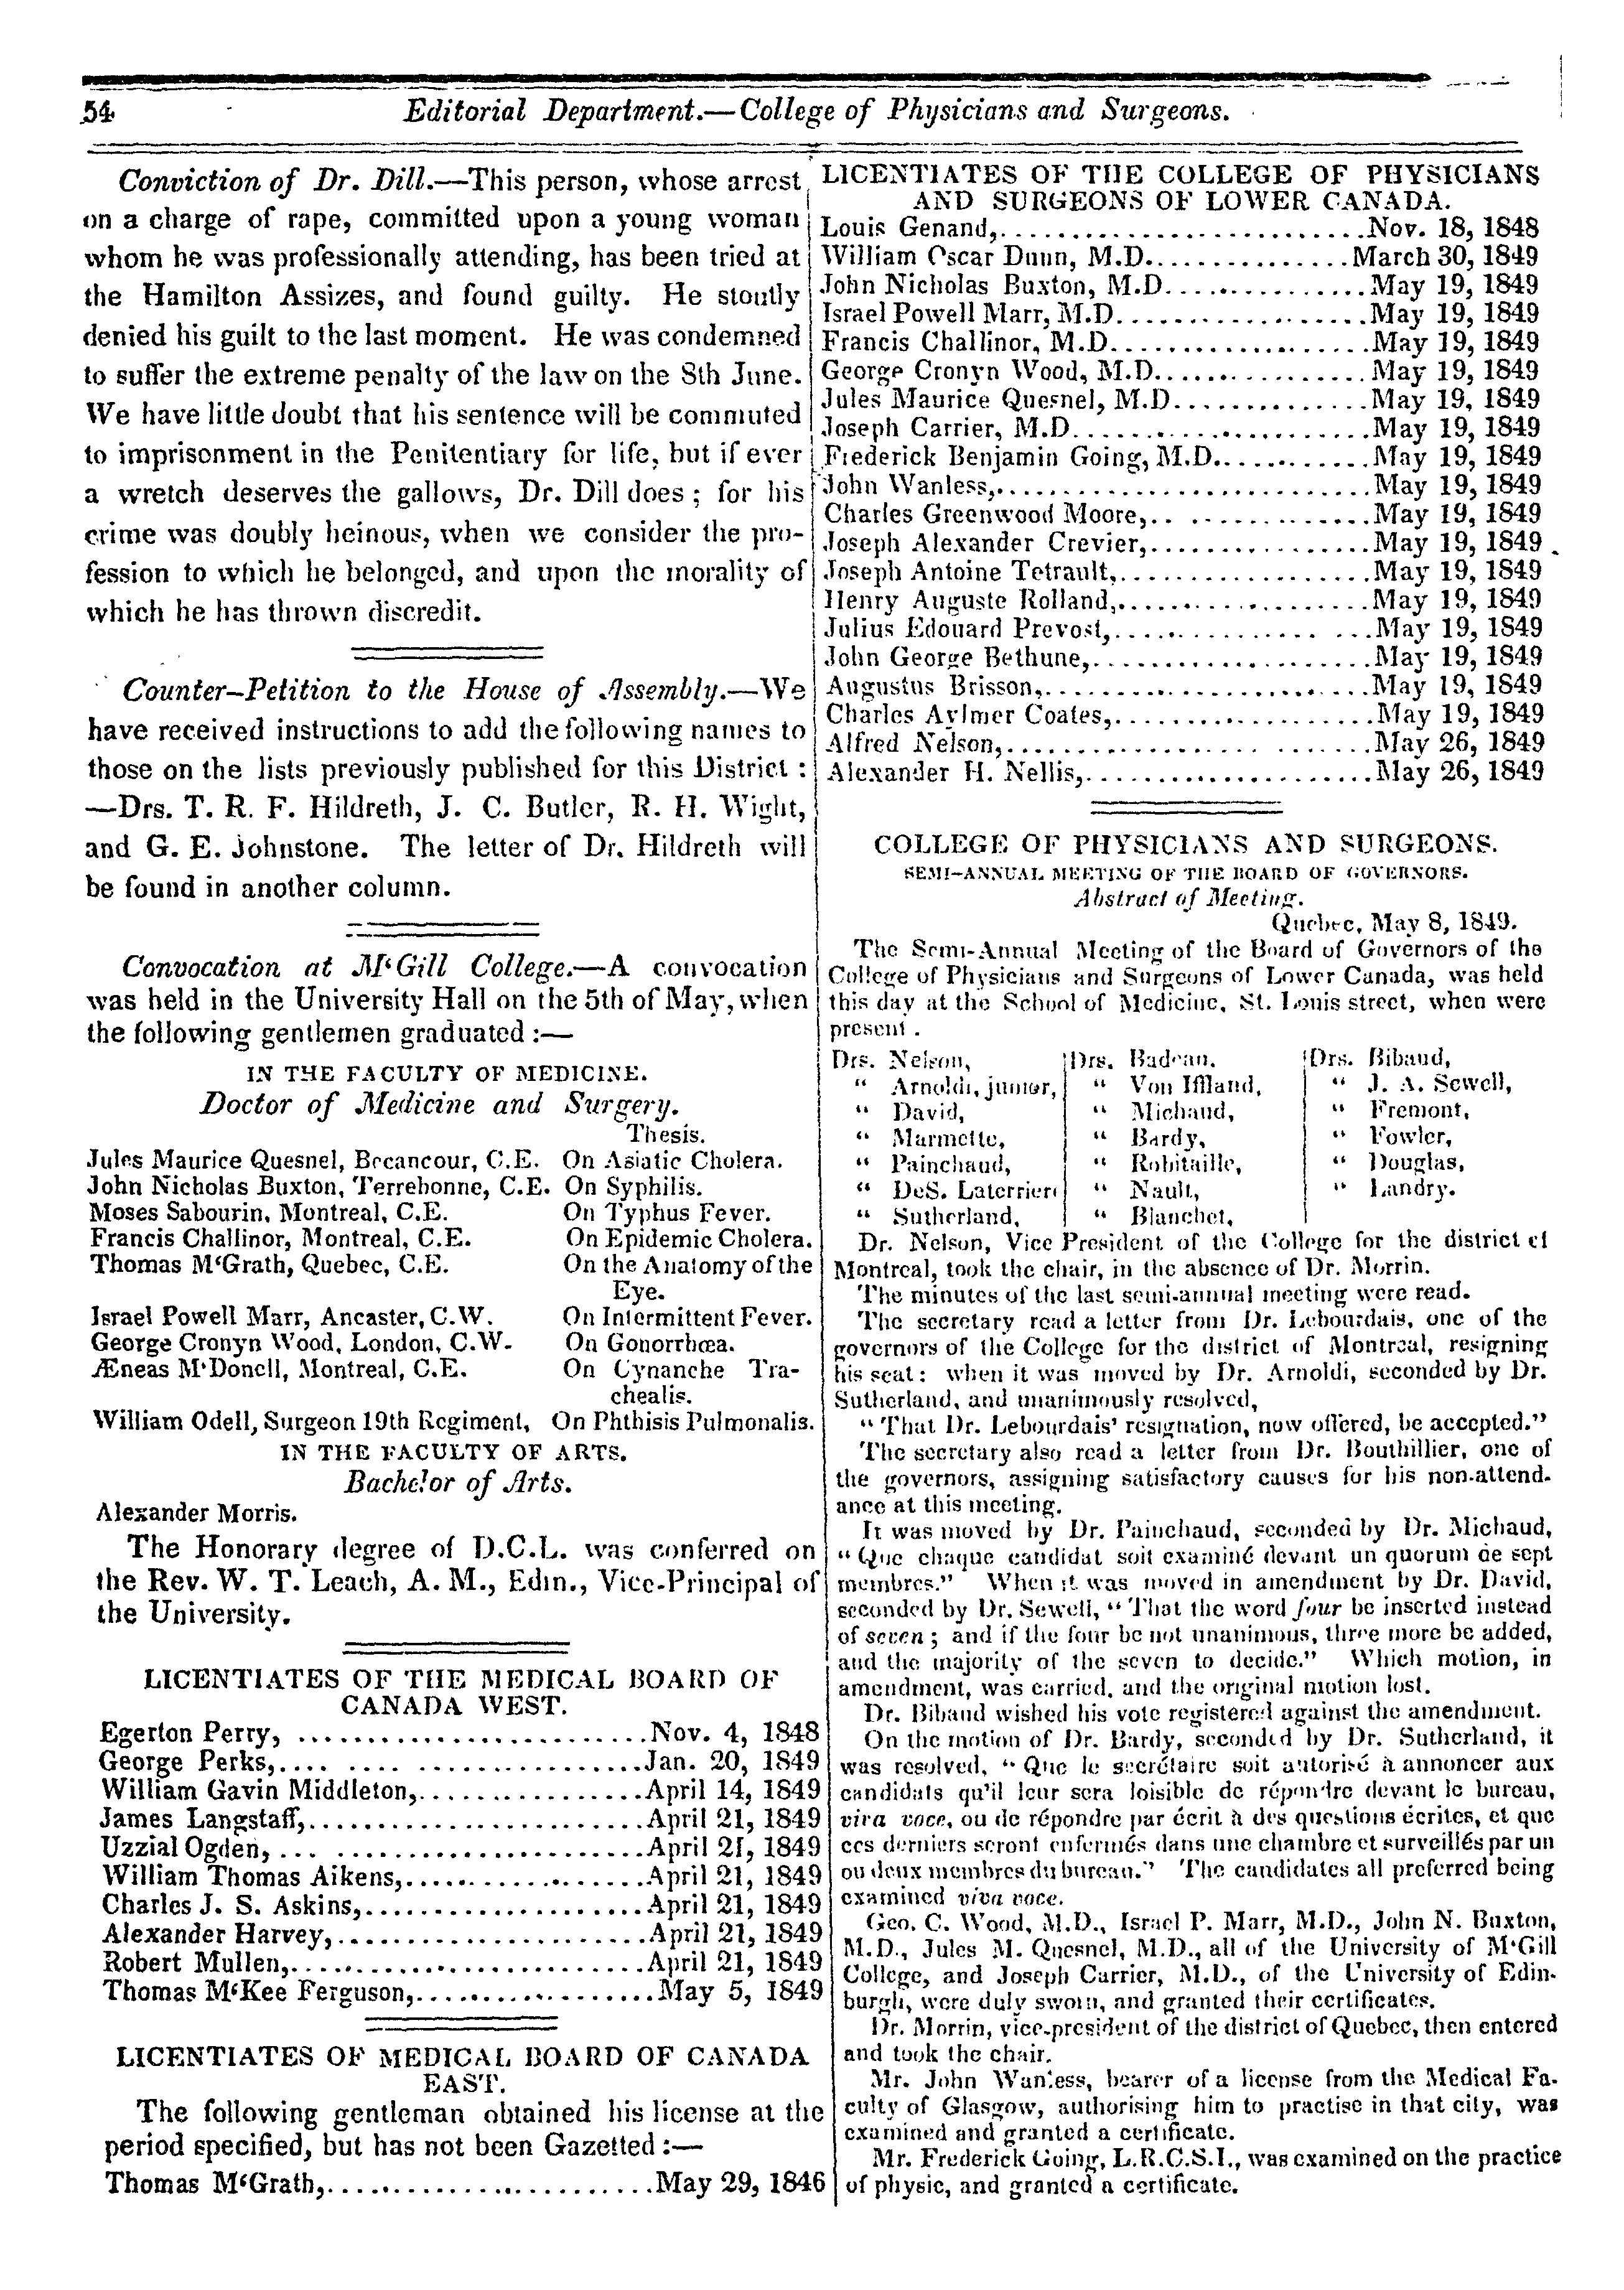 54 Editorial Department.—College of Physicians and Surgeons.
Conviction of Dr. Dill.—This person, whose arrest
on a charge of rape, committed upon a young woman
whom he was professionally attending, has been tried at
the Hamilton Assizes, and found guilty. He stoutly
denied his guilt to the last moment. He was condemned
to suffer the extreme penalty of the law on the 8th June.
We have little doubt that his sentence will be commuted
to imprisonment in the Penitentiary for life, but if ever
a wretch deserves the gallows, Dr. Dill does; for his
crime was doubly heinous, when we consider the pro-
fession to which he belonged, and upon the morality of
which he has thrown discredit.
Counter-Petition to the House of Assembly.—We
have received instructions to add the following names to
those on the lists previously published for this District :
—Drs. T. R. F. Hildreth, J. C. Butler, R. H. Wight,
and G. E. Johnstone. The letter of Dr. Hildreth will
be found in another column.
Convocation at M‘Gill College.—A convocation
was held in the University Hall on the 5th of May, when
the following gentlemen graduated :—
IN THE FACULTY OF MEDICINE.
Doctor of Medicine and Surgery.
Thesis.
Jules Maurice Quesnel, Becancour, C.E. On Asiatic Cholera.
John Nicholas Buxton, Terrebonne, C.E. On Syphilis.
Moses Sabourin, Montreal, C.E. On Typhus Fever.
Francis Challinor, Montreal, C.E. On Epidemic Cholera.
Thomas M‘Grath, Quebec, C.E. On the Anatomy of the
Eye.
Israel Powell Marr, Ancaster, C.W. On Intermittent Fever.
George Cronyn Wood, London, C.W. On Gonorrhœa.
Æneas M‘Donell, Montreal, C.E. On Cynanche Tra-
chealis.
William Odell, Surgeon 19th Regiment, On Phthisis Pulmonalis.
IN THE FACULTY OF ARTS.
Bachelor of Arts.
Alexander Morris.
The Honorary degree of D.C.L. was conferred on
the Rev. W. T. Leach, A. M., Edin., Vice-Principal of
the University.
LICENTIATES OF THE MEDICAL BOARD OF
CANADA WEST.
Egerton Perry, ........................ Nov. 4, 1848
George Perks, ........................ Jan. 20, 1849
William Gavin Middleton, ................ April 14, 1849
James Langstaff, ........................ April 21, 1849
Uzzial Ogden, ........................ April 21, 1849
William Thomas Aikens, ................ April 21, 1849
Charles J. S. Askins, .................... April 21, 1849
Alexander Harvey, ...................... April 21, 1849
Robert Mullen, ........................ April 21, 1849
Thomas M‘Kee Ferguson, ................ May 5, 1849
LICENTIATES OF MEDICAL BOARD OF CANADA
EAST.
The following gentleman obtained his license at the
period specified, but has not been Gazetted :—
Thomas M‘Grath, ........................ May 29, 1846
LICENTIATES OF THE COLLEGE OF PHYSICIANS
AND SURGEONS OF LOWER CANADA.
Louis Genand, ........................ Nov. 18, 1848
William Oscar Dunn, M.D. .............. March 30, 1849
John Nicholas Buxton, M.D. .............. May 19, 1849
Israel Powell Marr, M.D. ................ May 19, 1849
Francis Challinor, M.D. ................ May 19, 1849
George Cronyn Wood, M.D. .............. May 19, 1849
Jules Maurice Quesnel, M.D. .............. May 19, 1849
Joseph Carrier, M.D. .................... May 19, 1849
Frederick Benjamin Going, M.D. .......... May 19, 1849
John Wanless, ........................ May 19, 1849
Charles Greenwood Moore, ................ May 19, 1849
Joseph Alexander Crevier, ................ May 19, 1849
Joseph Antoine Tetrault, ................ May 19, 1849
Henry Auguste Rolland, ................ May 19, 1849
Julius Edouard Prevost, ................ May 19, 1849
John George Bethune, .................. May 19, 1849
Augustus Brisson, ...................... May 19, 1849
Charles Aylmer Coates, .................. May 19, 1849
Alfred Nelson, ........................ May 26, 1849
Alexander H. Nellis, .................... May 26, 1849
COLLEGE OF PHYSICIANS AND SURGEONS.
SEMI-ANNUAL MEETING OF THE BOARD OF GOVERNORS.
Abstract of Meeting.
Quebec, May 8, 1849.
The Semi-Annual Meeting of the Board of Governors of the
College of Physicians and Surgeons of Lower Canada, was held
this day at the School of Medicine, St. Louis street, when were
present.
Drs. Nelson, Drs. Badeau, Drs. Bibaud,
“ Arnoldi, junior, “ Von Iffland, “ J. A. Sewell,
“ David, “ Michaud, “ Fremont,
“ Marmette, “ Bardy, “ Fowler,
“ Painchaud, “ Robitaille, “ Douglas,
“ DeS. Laterriere “ Nault, “ Landry.
“ Sutherland, “ Blanchet,
Dr. Nelson, Vice President of the College for the district of
Montreal, took the chair, in the absence of Dr. Morrin.
The minutes of the last semi-annual meeting were read.
The secretary read a letter from Dr. Lebourdais, one of the
governors of the College for the district of Montreal, resigning
his seat: when it was moved by Dr. Arnoldi, seconded by Dr.
Sutherland, and unanimously resolved,
“ That Dr. Lebourdais’ resignation, now offered, be accepted.”
The secretary also read a letter from Dr. Bouthillier, one of
the governors, assigning satisfactory causes for his non-attend-
ance at this meeting.
It was moved by Dr. Painchaud, seconded by Dr. Michaud,
“ Que chaque candidat soit examiné devant un quorum de sept
membres.” When it was moved in amendment by Dr. David,
seconded by Dr. Sewell, “ That the word four be inserted instead
of seven ; and if the four be not unanimous, three more be added,
and the majority of the seven to decide.” Which motion, in
amendment, was carried, and the original motion lost.
Dr. Bibaud wished his vote registered against the amendment.
On the motion of Dr. Bardy, seconded by Dr. Sutherland, it
was resolved, “ Que le secrétaire soit autorisé à annoncer aux
candidats qu’il leur sera loisible de répondre devant le bureau,
viva voce, ou de répondre par écrit à des questions écrites, et que
ces derniers seront enfermés dans une chambre et surveillés par un
ou deux membres du bureau.” The candidates all preferred being
examined viva voce.
Geo. C. Wood, M.D., Israel P. Marr, M.D., John N. Buxton,
M.D., Jules M. Quesnel, M.D., all of the University of M‘Gill
College, and Joseph Carrier, M.D., of the University of Edin-
burgh, were duly sworn, and granted their certificates.
Dr. Morrin, vice-president of the district of Quebec, then entered
and took the chair.
Mr. John Wanless, bearer of a license from the Medical Fa-
culty of Glasgow, authorising him to practise in that city, was
examined and granted a certificate.
Mr. Frederick Going, L.R.C.S.I., was examined on the practice
of physic, and granted a certificate.